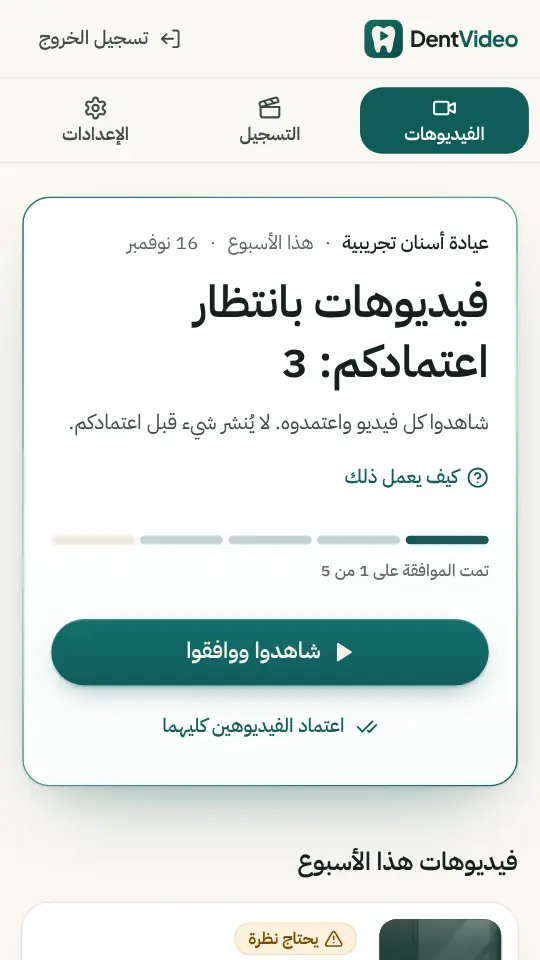 DentVideo
تسجيل الخروج
الفيديوهات
التسجيل
الإعدادات
عيادة أسنان تجريبية · هذا الأسبوع · 16 نوفمبر
فيديوهات بانتظار
اعتمادكم: 3
شاهدوا كل فيديو واعتمدوه. لا يُنشر شيء قبل اعتمادكم.
كيف يعمل ذلك
تمت الموافقة على 1 من 5
شاهدوا ووافقوا
اعتماد الفيديوهين كليهما
فيديوهات هذا الأسبوع
يحتاج نظرة